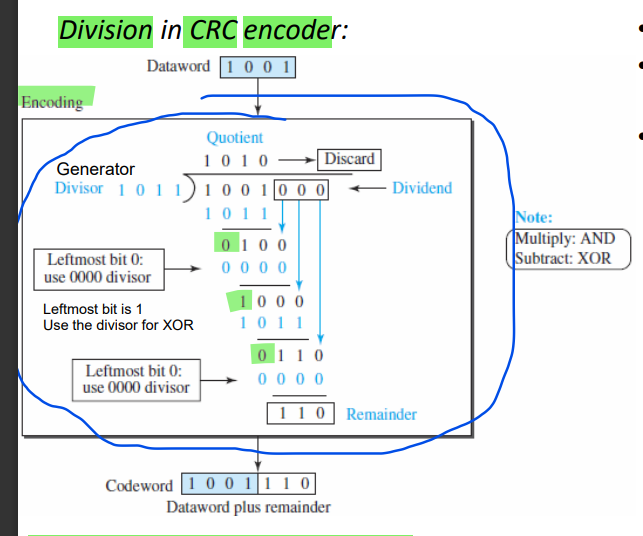 Division in CRC encoder:
Dataword 1 0 0 1
Encoding
Quotient
1 0 1 0 Discard
Generator
Divisor 1 0 1 1 ) 1 0 0 1 0 0 0 Dividend
1 0 1 1
0 1 0 0
Leftmost bit 0:
use 0000 divisor
0 0 0 0
Leftmost bit is 1
Use the divisor for XOR
1 0 0 0
1 0 1 1
0 1 1 0
Leftmost bit 0:
use 0000 divisor
0 0 0 0
1 1 0 Remainder
Note:
Multiply: AND
Subtract: XOR
Codeword 1 0 0 1 1 1 0
Dataword plus remainder